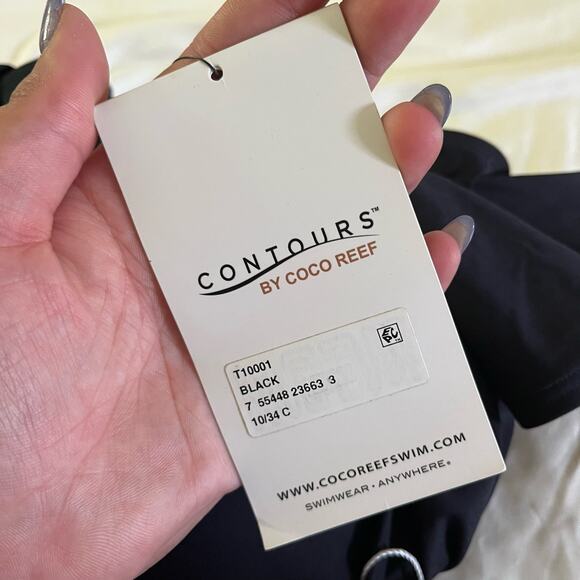 CONTOURS™
BY COCO REEF
T10001
BLACK
7 55448 23663 3
10/34 C
WWW.COCOREEFSWIM.COM
SWIMWEAR · ANYWHERE®